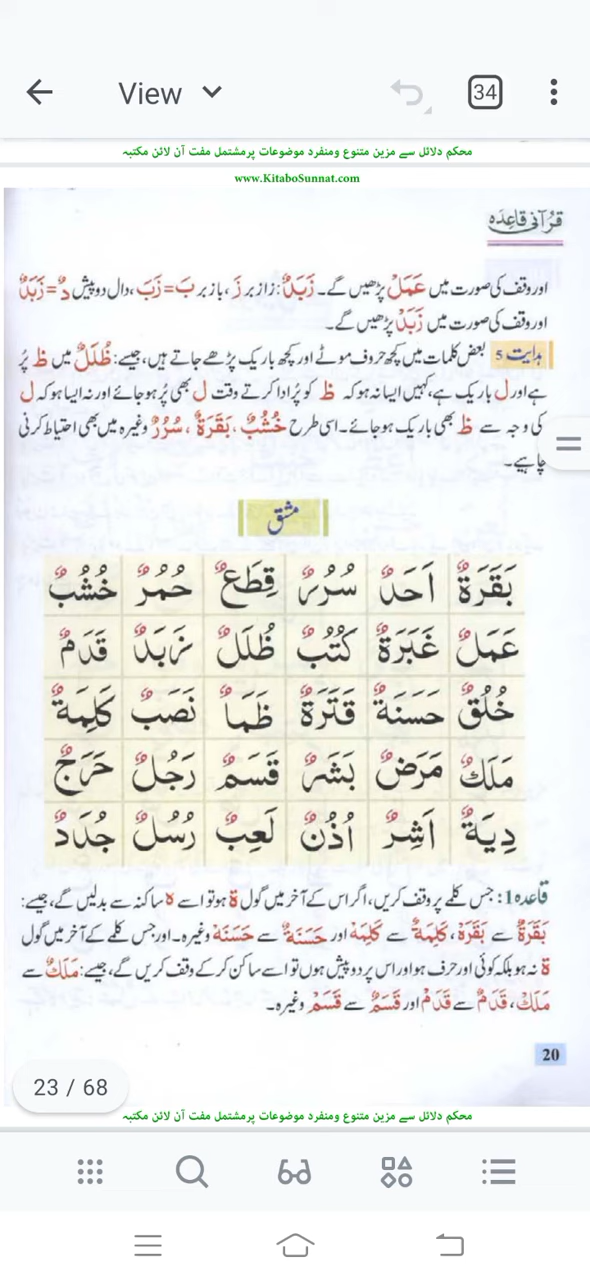 View
34
محکم دلائل سے مزین متنوع ومنفرد موضوعات پر مشتمل مفت آن لائن مکتبہ
www.KitaboSunnat.com
قرآنی قاعدہ
اور وقف کی صورت میں عَمَلْ پڑھیں گے۔ زَبَدٌ: زا زبر زَ، با زبر بَ=زَبَ، دال دو پیش دٌ=زَبَدٌ
اور وقف کی صورت میں زَبَدْ پڑھیں گے۔
ہدایت 5 بعض کلمات میں کچھ حروف موٹے اور کچھ باریک پڑھے جاتے ہیں، جیسے: ظُلَلٌ میں ظ پُر
ہے اور ل باریک ہے، کہیں ایسا نہ ہو کہ ظ کو پُر ادا کرتے وقت ل بھی پُر ہو جائے اور نہ ایسا ہو کہ ل
کی وجہ سے ظ بھی باریک ہو جائے۔ اسی طرح خُشُبٌ، بَقَرَةٌ، سُرُرٌ وغیرہ میں بھی احتیاط کرنی
چاہیے۔
مشق
بَقَرَةٌ اَحَدٌ سُرُرٌ قِطَعٌ حُمُرٌ خُشُبٌ
عَمَلٌ غَبَرَةٌ كُتُبٌ ظُلَلٌ زَبَدٌ قَدَمٌ
خُلُقٌ حَسَنَةٌ قَتَرَةٌ ظَمَأٌ نَصَبٌ كَلِمَةٌ
مَلَكٌ مَرَضٌ بَشَرٌ قَسَمٌ رَجُلٌ حَرَجٌ
دِيَةٌ اَشِرٌ اُذُنٌ لَعِبٌ رُسُلٌ جُدَدٌ
قاعدہ 1: جس کلمے پر وقف کریں، اگر اس کے آخر میں گول ة ہو تو اسے ہ ساکنہ سے بدلیں گے، جیسے:
بَقَرَةٌ سے بَقَرَهْ، كَلِمَةٌ سے كَلِمَهْ اور حَسَنَةٌ سے حَسَنَهْ وغیرہ۔ اور جس کلمے کے آخر میں گول
ة نہ ہو بلکہ کوئی اور حرف ہو اور اس پر دو پیش ہوں تو اسے ساکن کر کے وقف کریں گے، جیسے: مَلَكٌ سے
مَلَكْ، قَدَمٌ سے قَدَمْ اور قَسَمٌ سے قَسَمْ وغیرہ۔
20
23 / 68
محکم دلائل سے مزین متنوع ومنفرد موضوعات پر مشتمل مفت آن لائن مکتبہ